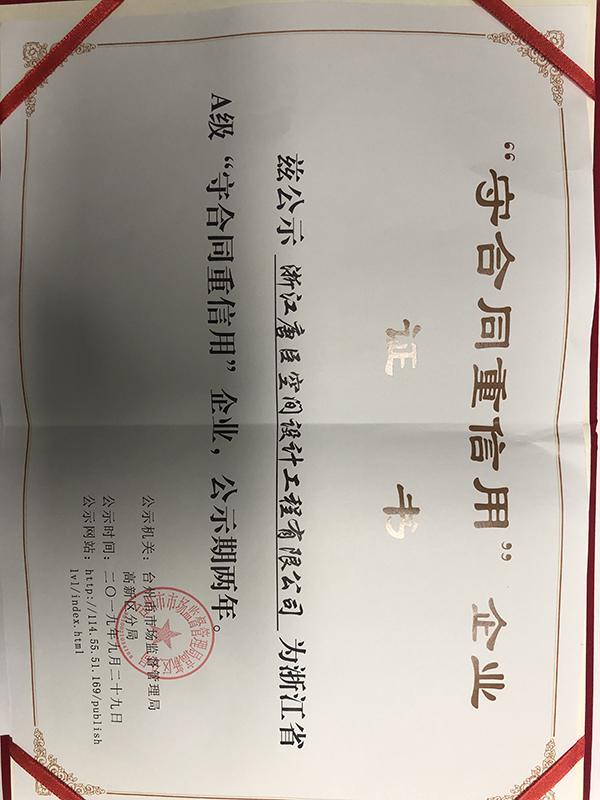 “守合同重信用”企业
证书
兹公示 浙江唐臣空间设计工程有限公司 为浙江省
A级“守合同重信用”企业，公示期两年。
公示机关：台州市市场监督管理局
高新区分局
公示时间：二〇一九年九月二十九日
公示网站：http://114.55.51.169/publish
lvl/index.html